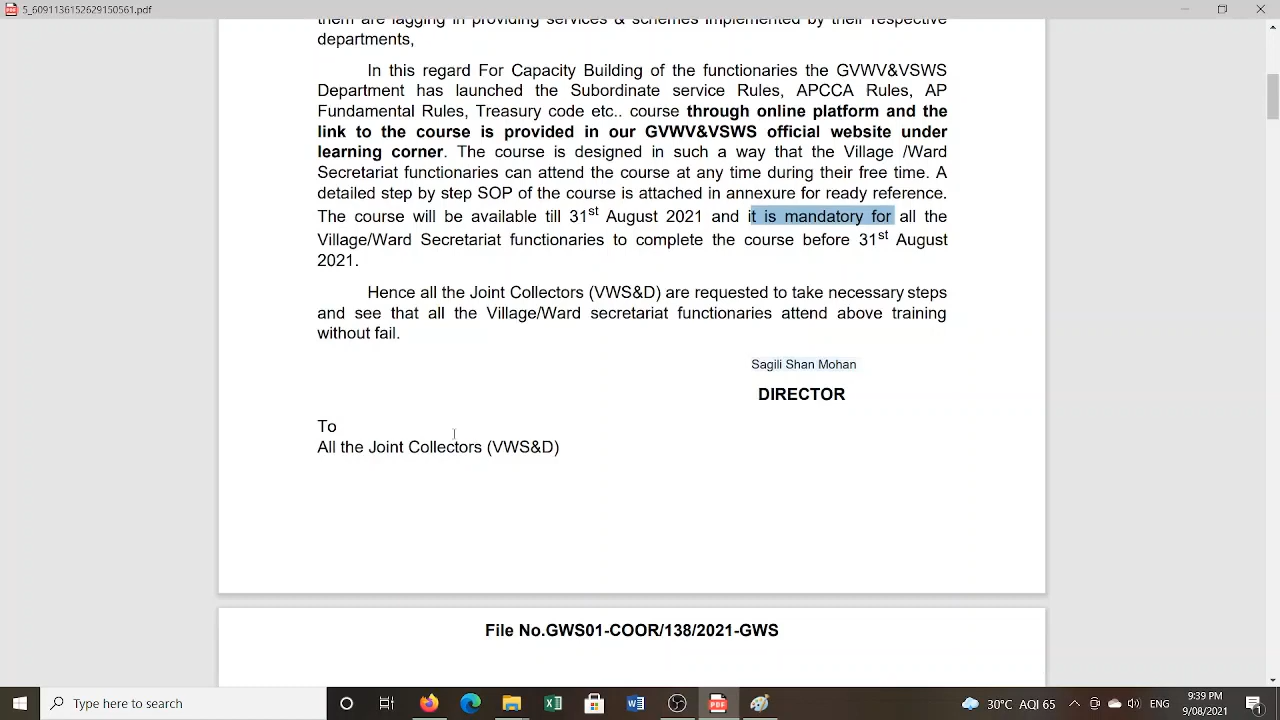 5_6091136152629150561.pdf
them are lagging in providing services & schemes implemented by their respective
departments,
In this regard For Capacity Building of the functionaries the GVWV&VSWS
Department has launched the Subordinate service Rules, APCCA Rules, AP
Fundamental Rules, Treasury code etc.. course through online platform and the
link to the course is provided in our GVWV&VSWS official website under
learning corner. The course is designed in such a way that the Village /Ward
Secretariat functionaries can attend the course at any time during their free time. A
detailed step by step SOP of the course is attached in annexure for ready reference.
The course will be available till 31st August 2021 and it is mandatory for all the
Village/Ward Secretariat functionaries to complete the course before 31st August
2021.
Hence all the Joint Collectors (VWS&D) are requested to take necessary steps
and see that all the Village/Ward secretariat functionaries attend above training
without fail.
Sagili Shan Mohan
DIRECTOR
To
All the Joint Collectors (VWS&D)
File No.GWS01-COOR/138/2021-GWS
Type here to search
30°C AQI 65
ENG
9:39 PM
9/08/2021